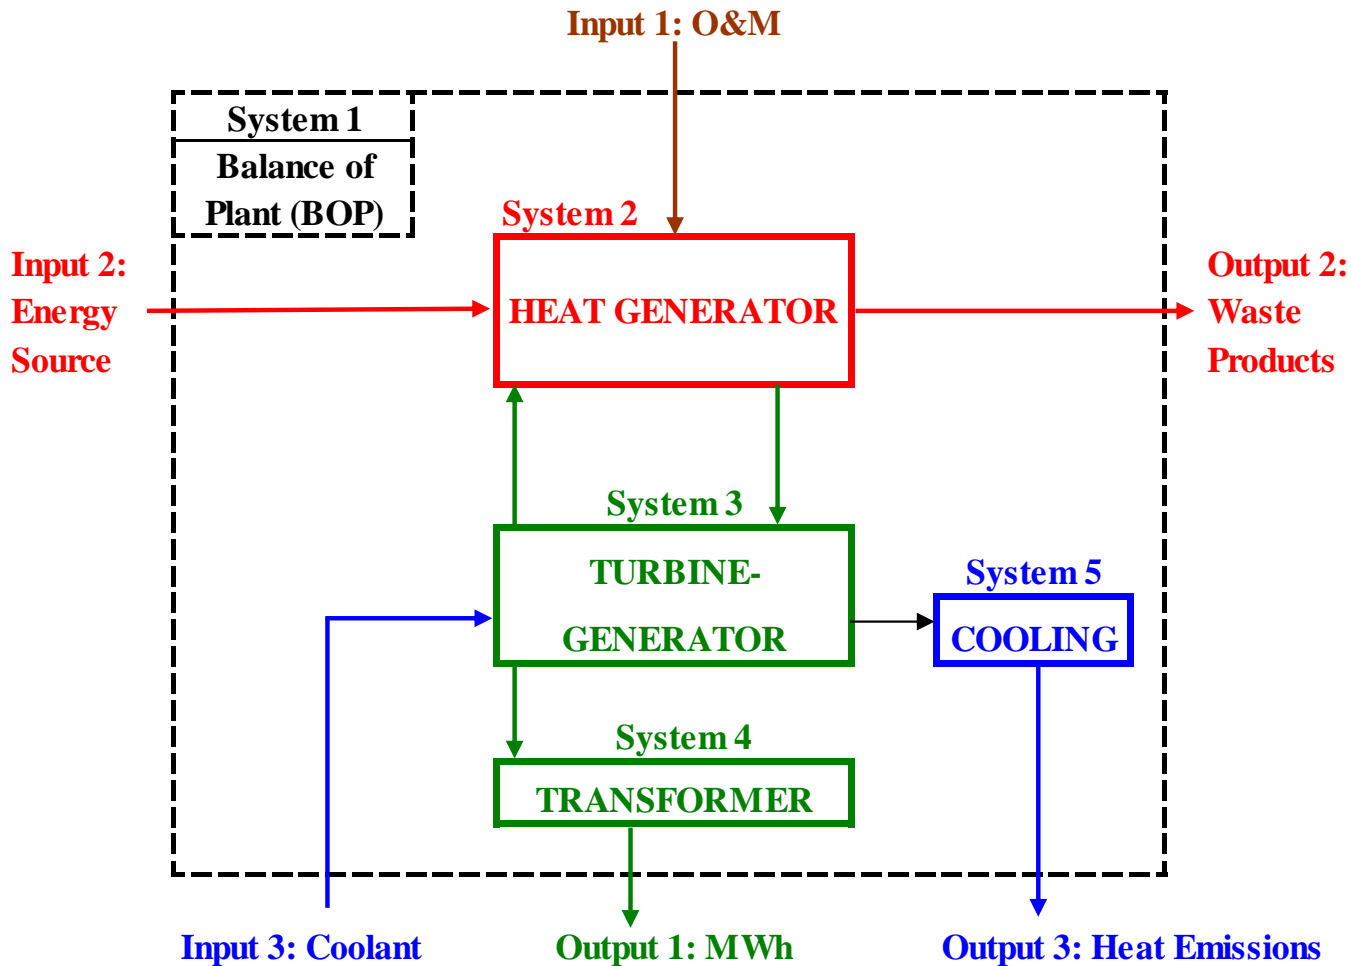 Input 1: O&M
System 1
Balance of
Plant (BOP)
System 2
HEAT GENERATOR
Input 2:
Energy
Source
Output 2:
Waste
Products
System 3
TURBINE-
GENERATOR
System 5
COOLING
System 4
TRANSFORMER
Input 3: Coolant
Output 1: MWh
Output 3: Heat Emissions